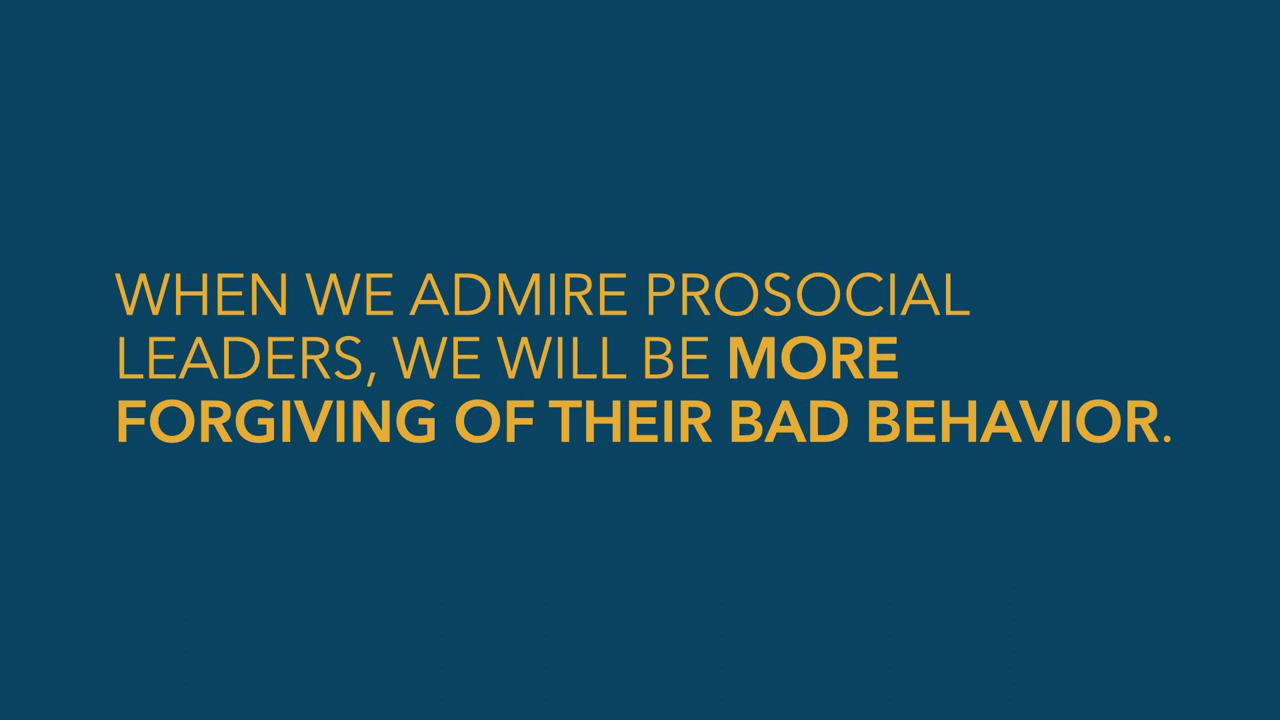 WHEN WE ADMIRE PROSOCIAL
LEADERS, WE WILL BE MORE
FORGIVING OF THEIR BAD BEHAVIOR.